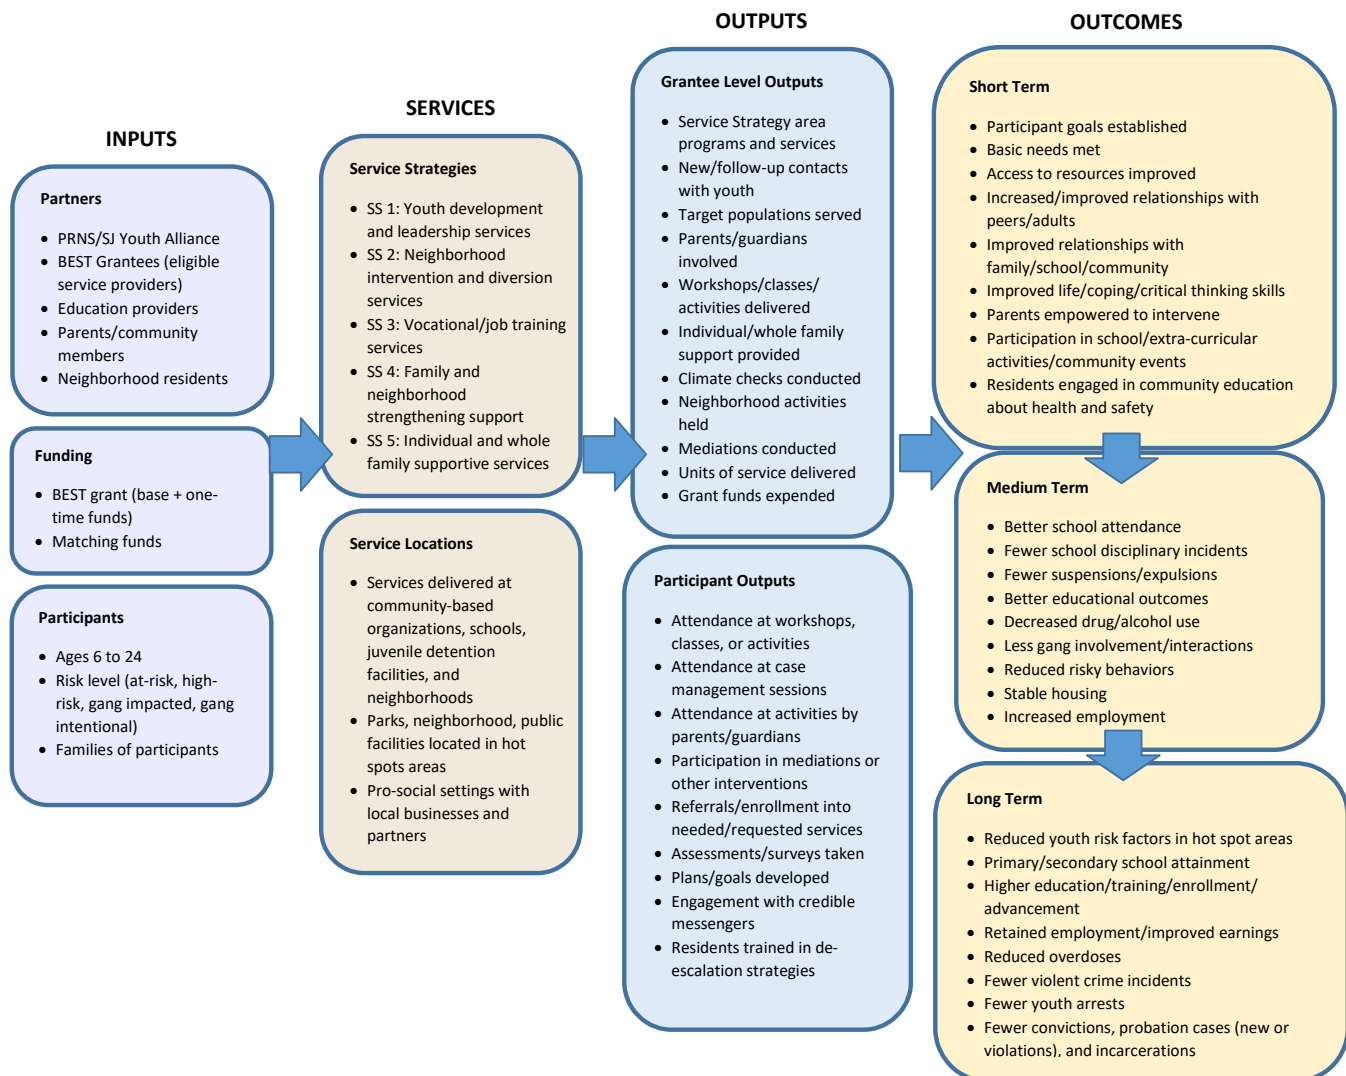 INPUTS
Partners
• PRNS/SJ Youth Alliance
• BEST Grantees (eligible
service providers)
• Education providers
• Parents/community
members
• Neighborhood residents
Funding
• BEST grant (base + one-
time funds)
• Matching funds
Participants
• Ages 6 to 24
• Risk level (at-risk, high-
risk, gang impacted, gang
intentional)
• Families of participants
SERVICES
Service Strategies
• SS 1: Youth development
and leadership services
• SS 2: Neighborhood
intervention and diversion
services
• SS 3: Vocational/job training
services
• SS 4: Family and
neighborhood
strengthening support
• SS 5: Individual and whole
family supportive services
Service Locations
• Services delivered at
community-based
organizations, schools,
juvenile detention
facilities, and
neighborhoods
• Parks, neighborhood, public
facilities located in hot
spots areas
• Pro-social settings with
local businesses and
partners
OUTPUTS
Grantee Level Outputs
• Service Strategy area
programs and services
• New/follow-up contacts
with youth
• Target populations served
• Parents/guardians
involved
• Workshops/classes/
activities delivered
• Individual/whole family
support provided
• Climate checks conducted
• Neighborhood activities
held
• Mediations conducted
• Units of service delivered
• Grant funds expended
Participant Outputs
• Attendance at workshops,
classes, or activities
• Attendance at case
management sessions
• Attendance at activities by
parents/guardians
• Participation in mediations or
other interventions
• Referrals/enrollment into
needed/requested services
• Assessments/surveys taken
• Plans/goals developed
• Engagement with credible
messengers
• Residents trained in de-
escalation strategies
OUTCOMES
Short Term
• Participant goals established
• Basic needs met
• Access to resources improved
• Increased/improved relationships with
peers/adults
• Improved relationships with
family/school/community
• Improved life/coping/critical thinking skills
• Parents empowered to intervene
• Participation in school/extra-curricular
activities/community events
• Residents engaged in community education
about health and safety
Medium Term
• Better school attendance
• Fewer school disciplinary incidents
• Fewer suspensions/expulsions
• Better educational outcomes
• Decreased drug/alcohol use
• Less gang involvement/interactions
• Reduced risky behaviors
• Stable housing
• Increased employment
Long Term
• Reduced youth risk factors in hot spot areas
• Primary/secondary school attainment
• Higher education/training/enrollment/
advancement
• Retained employment/improved earnings
• Reduced overdoses
• Fewer violent crime incidents
• Fewer youth arrests
• Fewer convictions, probation cases (new or
violations), and incarcerations